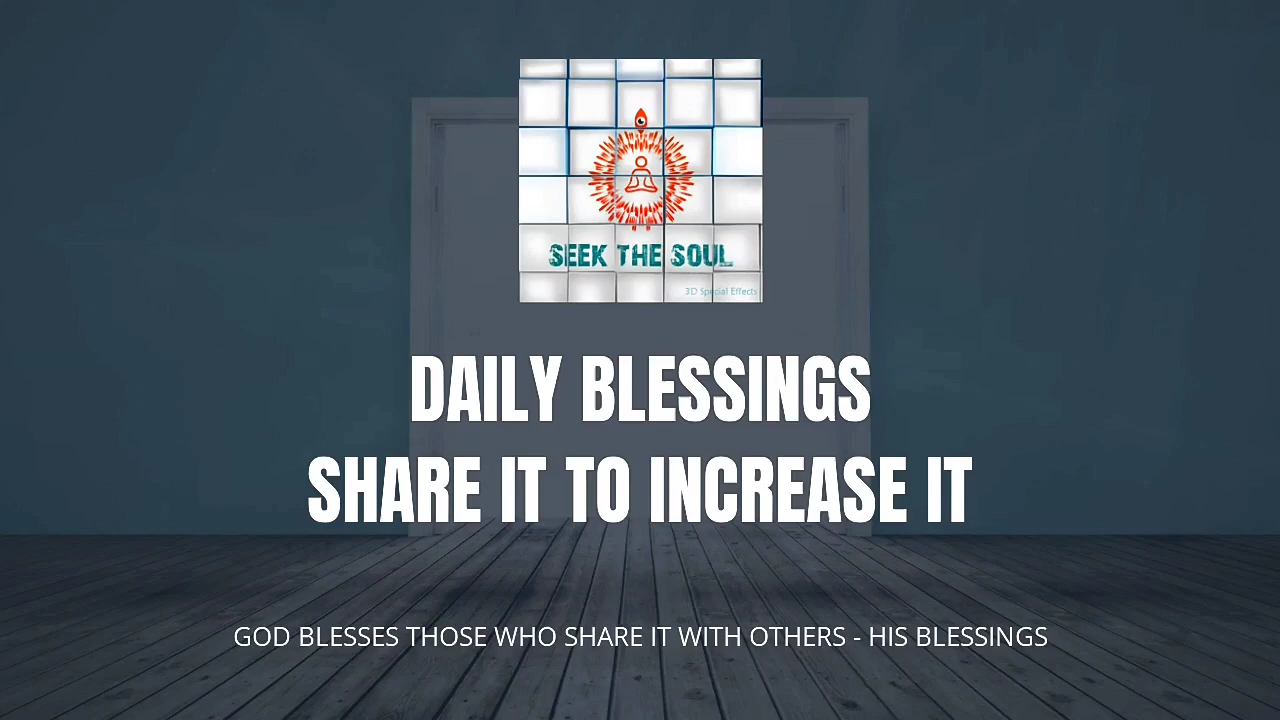 SEEK THE SOUL
3D Special Effects
DAILY BLESSINGS
SHARE IT TO INCREASE IT
GOD BLESSES THOSE WHO SHARE IT WITH OTHERS - HIS BLESSINGS